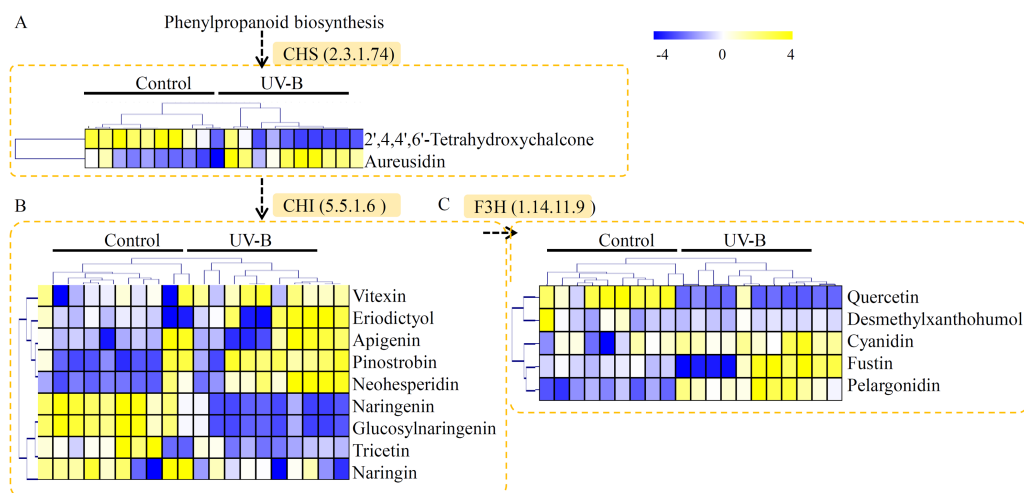 A
Phenylpropanoid biosynthesis
CHS (2.3.1.74)
-4 0 4
Control UV-B
2',4,4',6'-Tetrahydroxychalcone
Aureusidin
B
CHI (5.5.1.6 )
C
F3H (1.14.11.9 )
Control UV-B
Vitexin
Eriodictyol
Apigenin
Pinostrobin
Neohesperidin
Naringenin
Glucosylnaringenin
Tricetin
Naringin
Control UV-B
Quercetin
Desmethylxanthohumol
Cyanidin
Fustin
Pelargonidin